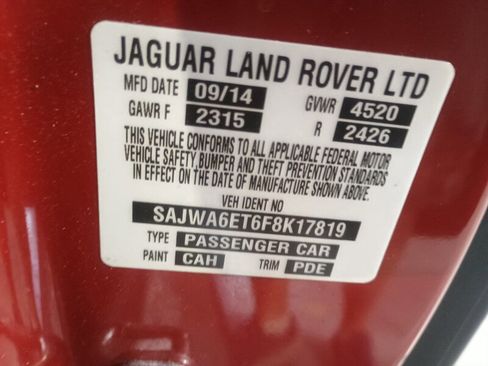 JAGUAR LAND ROVER LTD
MFD DATE 09/14 GVWR 4520
GAWR F 2315 R 2426
THIS VEHICLE CONFORMS TO ALL APPLICABLE FEDERAL MOTOR
VEHICLE SAFETY, BUMPER AND THEFT PREVENTION STANDARDS
IN EFFECT ON THE DATE OF MANUFACTURE SHOWN ABOVE.
VEH IDENT NO
SAJWA6ET6F8K17819
TYPE PASSENGER CAR
PAINT CAH TRIM PDE